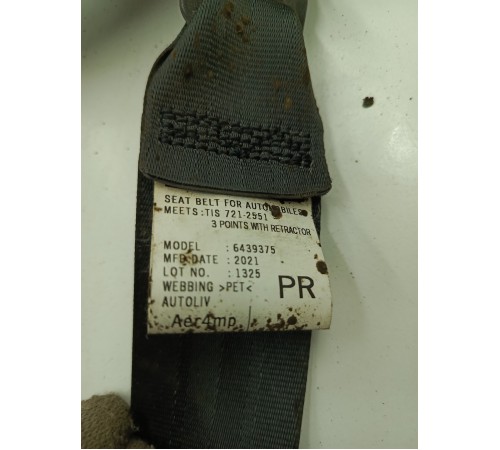 SEAT BELT FOR AUTOMOBILES
MEETS :TIS 721-2551
3 POINTS WITH RETRACTOR
MODEL : 6439375
MFD DATE : 2021
LOT NO. : 1325
WEBBING >PET<
PR
AUTOLIV
Aer4mp